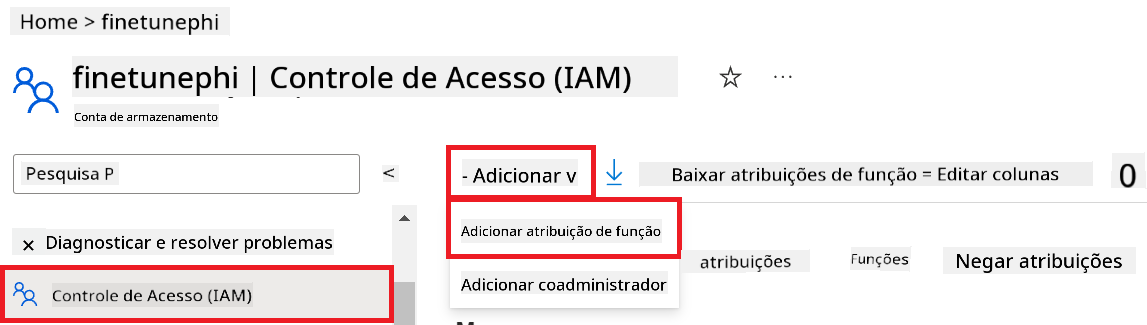 Home > finetunephi
finetunephi | Controle de Acesso (IAM)
Conta de armazenamento
Pesquisa P
<
- Adicionar v
Baixar atribuições de função = Editar colunas
0
Adicionar atribuição de função
x Diagnosticar e resolver problemas
atribuições
Funções
Negar atribuições
Adicionar coadministrador
Controle de Acesso (IAM)